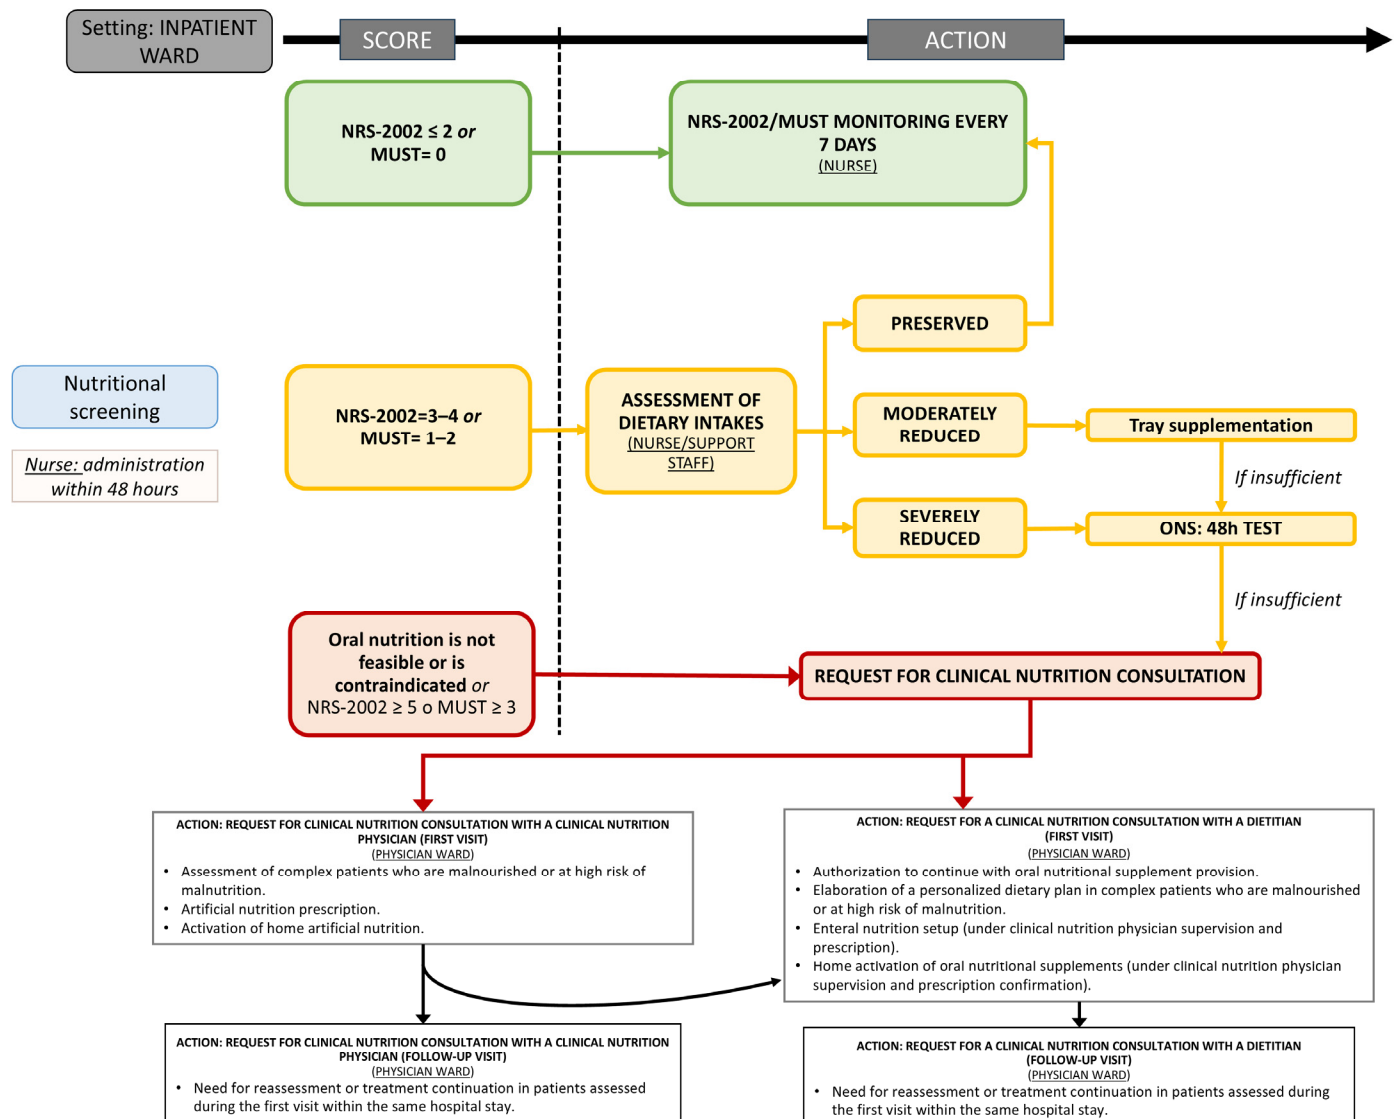 Setting: INPATIENT
WARD
SCORE
ACTION
NRS-2002 ≤ 2 or
MUST= 0
NRS-2002/MUST MONITORING EVERY
7 DAYS
(NURSE)
Nutritional
screening
Nurse: administration
within 48 hours
NRS-2002=3–4 or
MUST= 1–2
ASSESSMENT OF
DIETARY INTAKES
(NURSE/SUPPORT
STAFF)
PRESERVED
MODERATELY
REDUCED
SEVERELY
REDUCED
Tray supplementation
If insufficient
ONS: 48h TEST
If insufficient
Oral nutrition is not
feasible or is
contraindicated or
NRS-2002 ≥ 5 o MUST ≥ 3
REQUEST FOR CLINICAL NUTRITION CONSULTATION
ACTION: REQUEST FOR CLINICAL NUTRITION CONSULTATION WITH A CLINICAL NUTRITION
PHYSICIAN (FIRST VISIT)
(PHYSICIAN WARD)
• Assessment of complex patients who are malnourished or at high risk of
malnutrition.
• Artificial nutrition prescription.
• Activation of home artificial nutrition.
ACTION: REQUEST FOR A CLINICAL NUTRITION CONSULTATION WITH A DIETITIAN
(FIRST VISIT)
(PHYSICIAN WARD)
• Authorization to continue with oral nutritional supplement provision.
• Elaboration of a personalized dietary plan in complex patients who are malnourished
or at high risk of malnutrition.
• Enteral nutrition setup (under clinical nutrition physician supervision and
prescription).
• Home activation of oral nutritional supplements (under clinical nutrition physician
supervision and prescription confirmation).
ACTION: REQUEST FOR CLINICAL NUTRITION CONSULTATION WITH A CLINICAL NUTRITION
PHYSICIAN (FOLLOW-UP VISIT)
(PHYSICIAN WARD)
• Need for reassessment or treatment continuation in patients assessed
during the first visit within the same hospital stay.
ACTION: REQUEST FOR A CLINICAL NUTRITION CONSULTATION WITH A DIETITIAN
(FOLLOW-UP VISIT)
(PHYSICIAN WARD)
• Need for reassessment or treatment continuation in patients assessed during
the first visit within the same hospital stay.